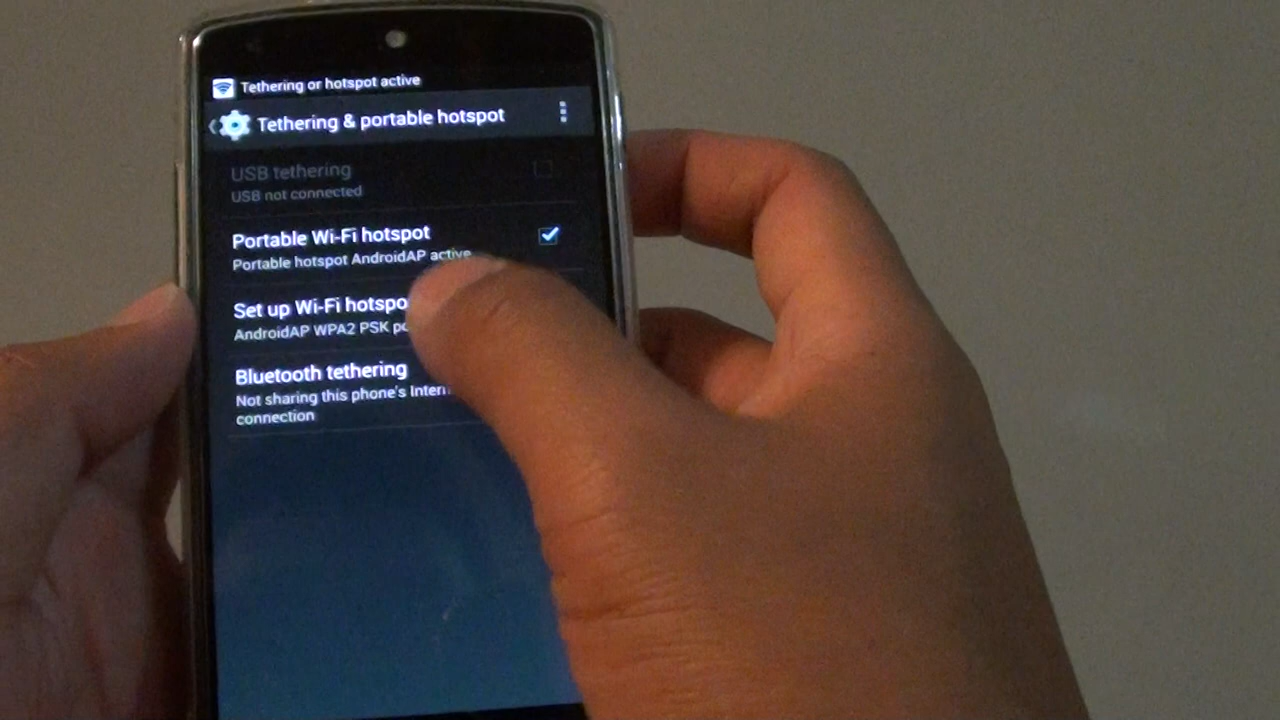 Tethering or hotspot active
Tethering & portable hotspot
USB tethering
USB not connected
Portable Wi-Fi hotspot
Portable hotspot AndroidAP active
Set up Wi-Fi
AndroidAP WPA2 PSK
Bluetooth tethering
Not sharing this phone's
connection